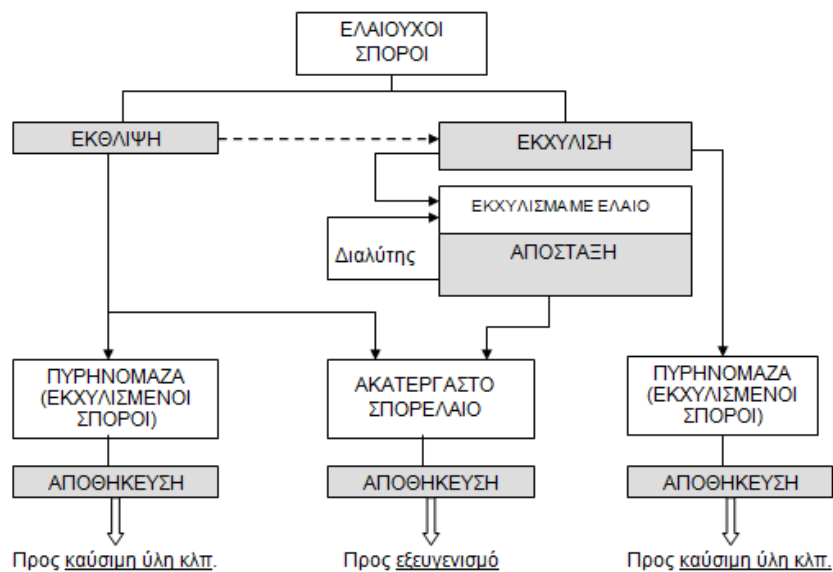 ΕΛΑΙΟΥΧΟΙ
ΣΠΟΡΟΙ
ΕΚΘΛΙΨΗ
ΕΚΧΥΛΙΣΗ
ΕΚΧΥΛΙΣΜΑ ΜΕ ΕΛΑΙΟ
Διαλύτης
ΑΠΟΣΤΑΞΗ
ΠΥΡΗΝΟΜΑΖΑ
(ΕΚΧΥΛΙΣΜΕΝΟΙ
ΣΠΟΡΟΙ)
ΑΚΑΤΕΡΓΑΣΤΟ
ΣΠΟΡΕΛΑΙΟ
ΠΥΡΗΝΟΜΑΖΑ
(ΕΚΧΥΛΙΣΜΕΝΟΙ
ΣΠΟΡΟΙ)
ΑΠΟΘΗΚΕΥΣΗ
ΑΠΟΘΗΚΕΥΣΗ
ΑΠΟΘΗΚΕΥΣΗ
Προς καύσιμη ύλη κλπ.
Προς εξευγενισμό
Προς καύσιμη ύλη κλπ.